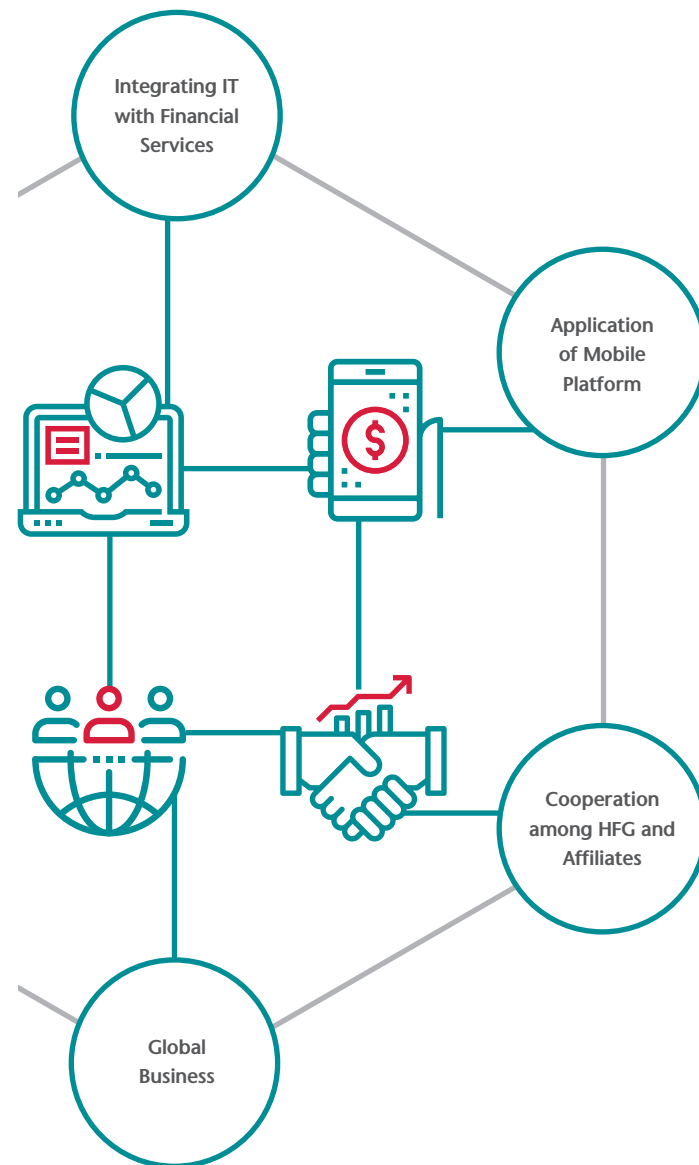 Integrating IT
with Financial
Services
Application
of Mobile
Platform
$
Cooperation
among HFG and
Affiliates
Global
Business